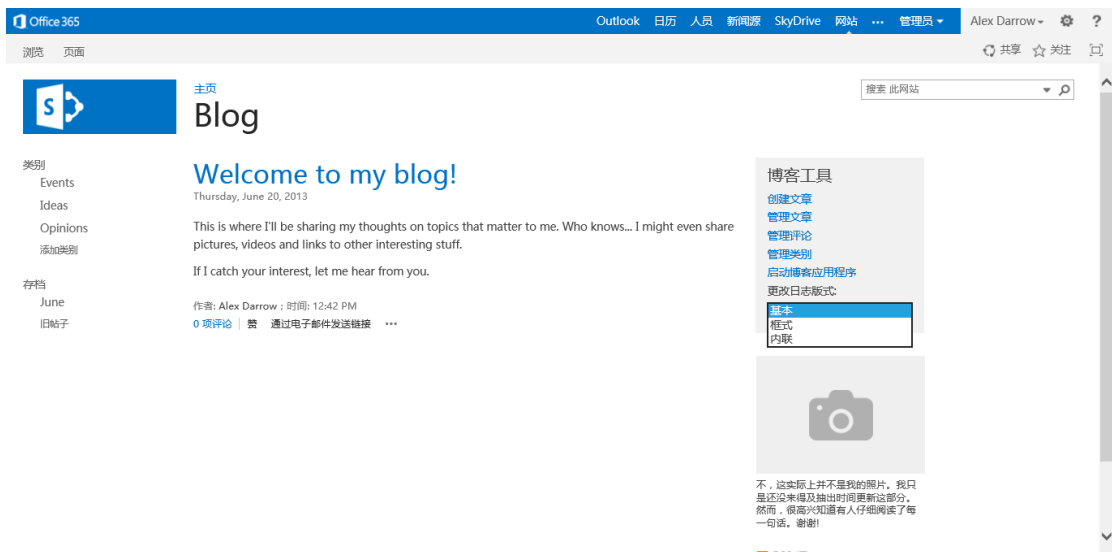 Office 365
Outlook 日历 人员 新闻源 SkyDrive 网站 ••• 管理员 Alex Darrow ?
浏览 页面 共享 关注
主页
Blog
搜索 此网站
类别
Events
Ideas
Opinions
添加类别
存档
June
旧帖子
Welcome to my blog!
Thursday, June 20, 2013
This is where I'll be sharing my thoughts on topics that matter to me. Who knows... I might even share
pictures, videos and links to other interesting stuff.
If I catch your interest, let me hear from you.
作者: Alex Darrow ; 时间: 12:42 PM
0 项评论 赞 通过电子邮件发送链接 •••
博客工具
创建文章
管理文章
管理评论
管理类别
启动博客应用程序
更改日志版式:
基本
框式
内联
不，这实际上并不是我的照片。我只
是还没来得及抽出时间更新这部分。
然而，很高兴知道有人仔细阅读了每
一句话。谢谢!